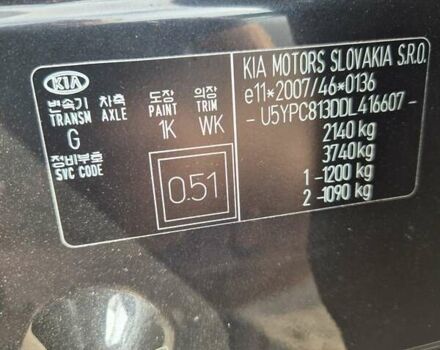 KIA
변속기 차축 도장 의장
TRANSM AXLE PAINT TRIM
G 1K WK
정비부호
SVC CODE
0.51
KIA MOTORS SLOVAKIA S.R.O.
e11*2007/46*0136
- U5YPC813DDL416607 -
2140 kg
3740 kg
1 -1200 kg
2 -1090 kg